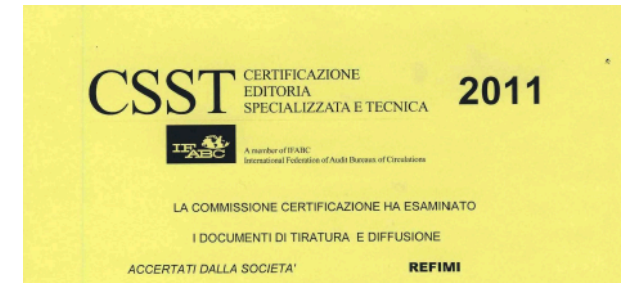 CSST CERTIFICAZIONE
EDITORIA
SPECIALIZZATA E TECNICA
2011
IFABC
A member of IFABC
International Federation of Audit Bureaux of Circulations
LA COMMISSIONE CERTIFICAZIONE HA ESAMINATO
I DOCUMENTI DI TIRATURA E DIFFUSIONE
ACCERTATI DALLA SOCIETA' REFIMI